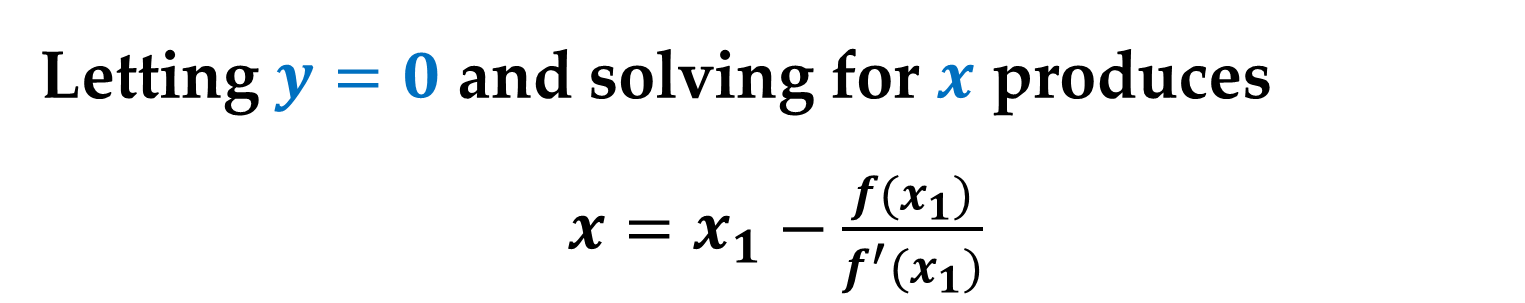 Letting y = 0 and solving for x produces
x = x₁ − f(x₁) / f′(x₁)